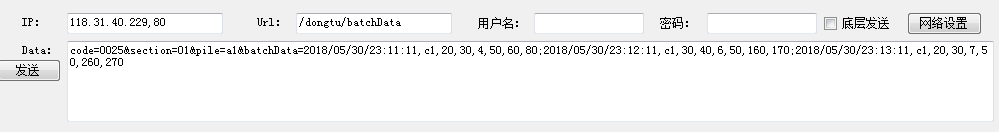 IP: 118.31.40.229,80 Url: /dongtu/batchData 用户名: 密码: 底层发送 网络设置
Data: code=0025&section=01&pile=a1&batchData=2018/05/30/23:11:11,c1,20,30,4,50,60,80;2018/05/30/23:12:11,c1,30,40,6,50,160,170;2018/05/30/23:13:11,c1,20,30,7,5
0,260,270
发送